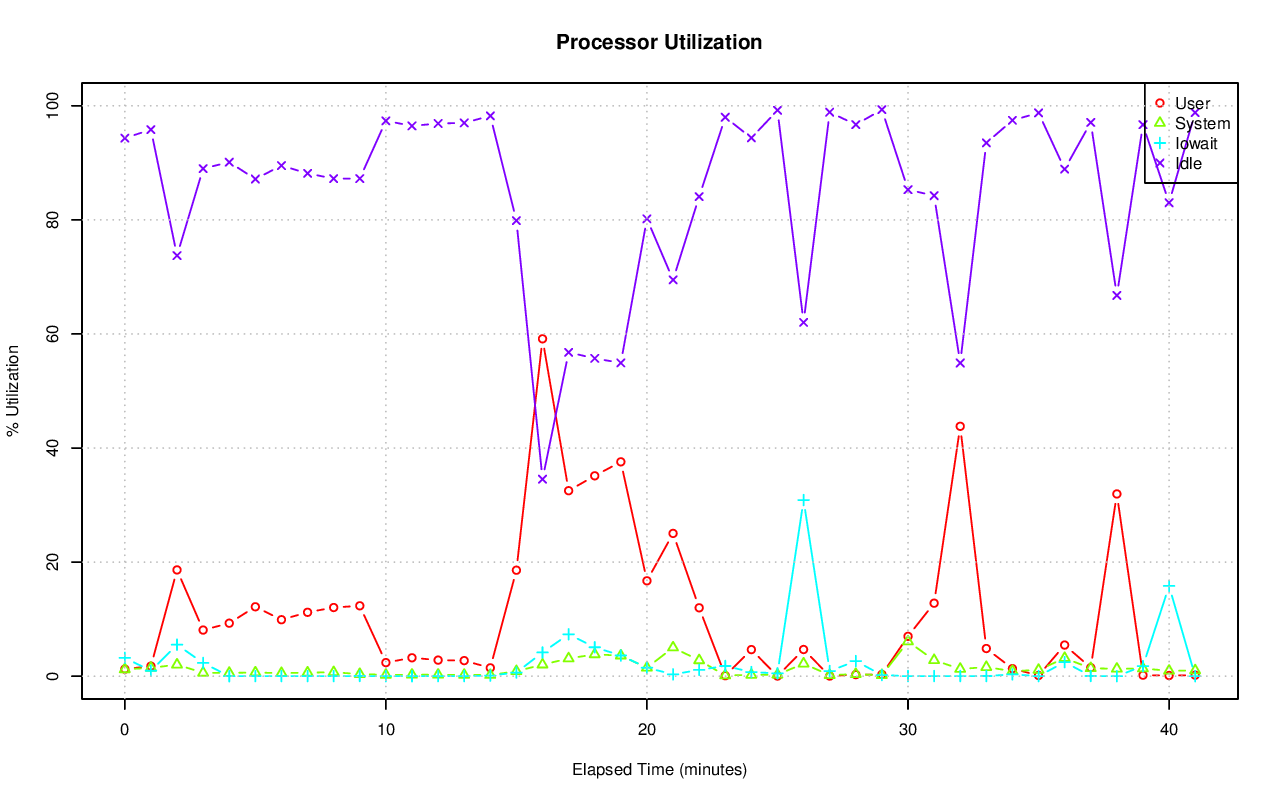 Processor Utilization
% Utilization
100
80
60
40
20
0
User
System
Iowait
Idle
0 10 20 30 40
Elapsed Time (minutes)